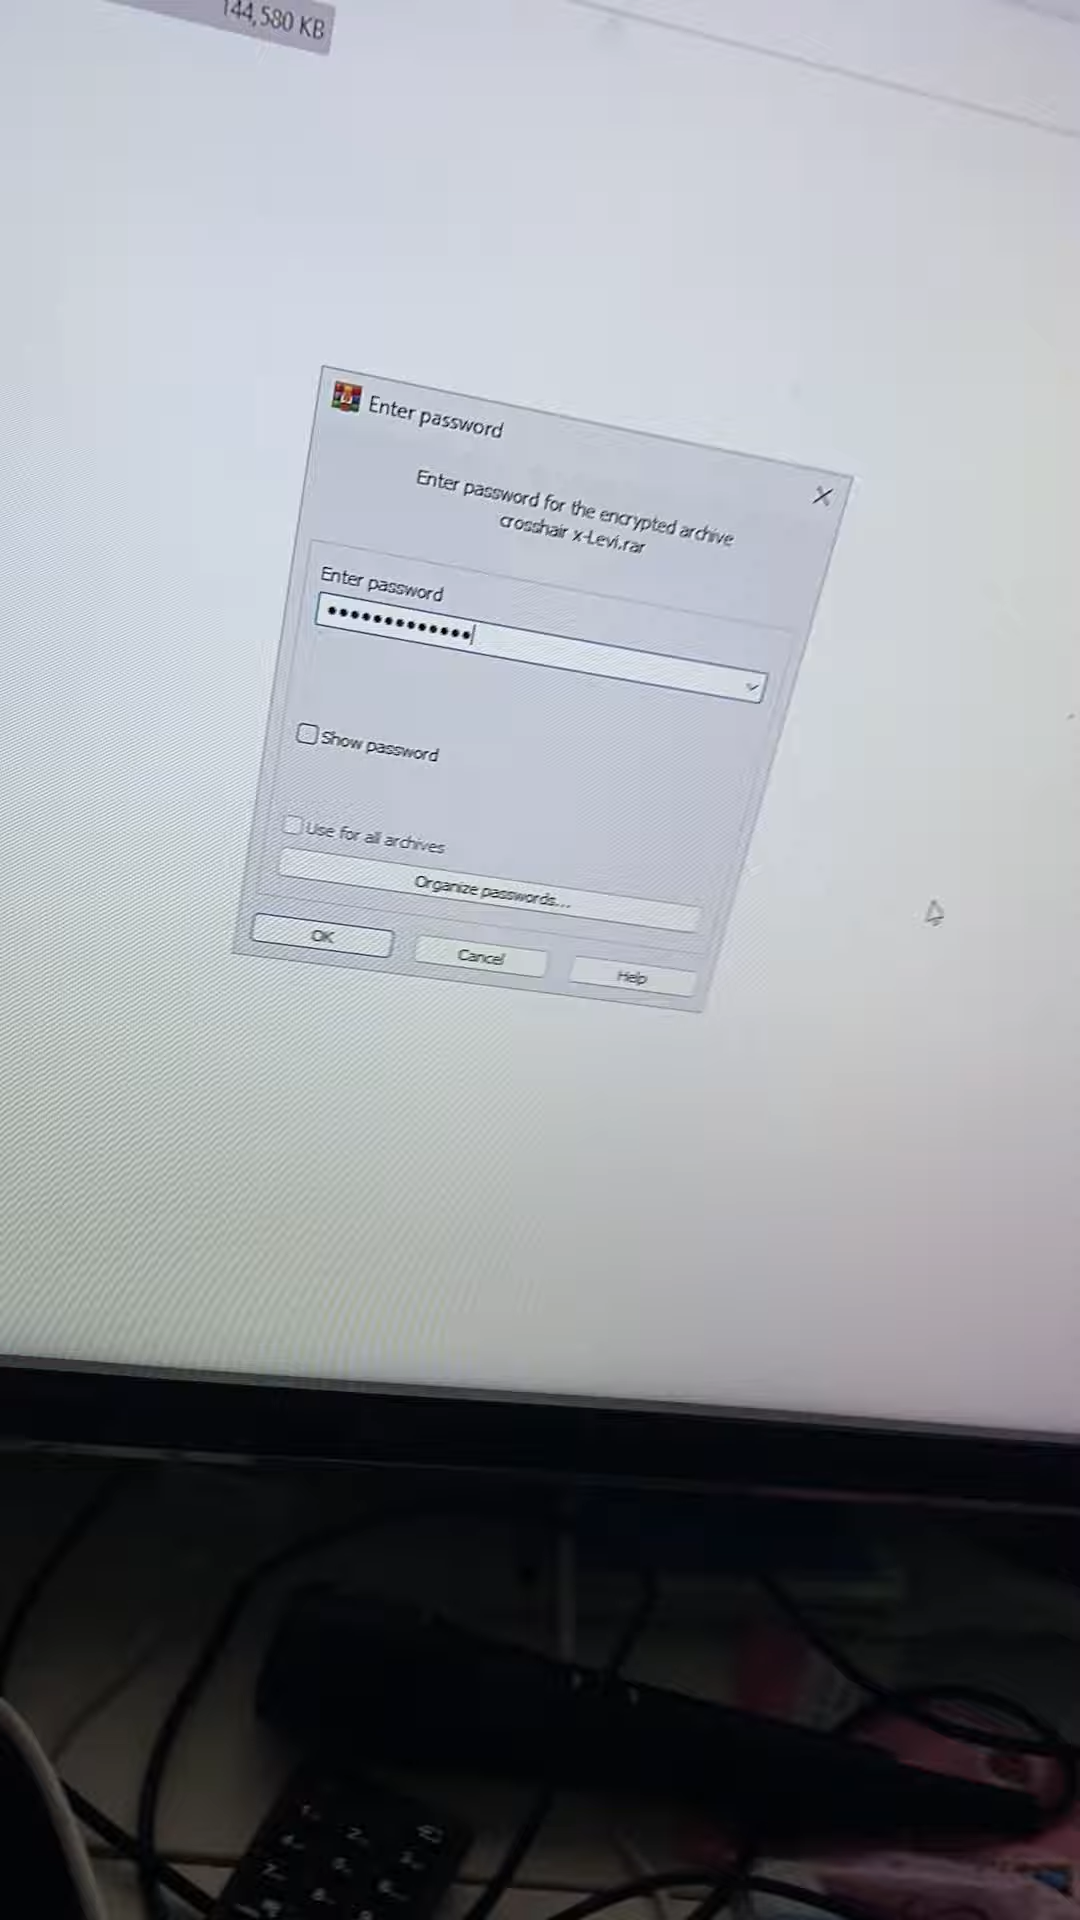 144,580 KB
Enter password
Enter password for the encrypted archive
crosshair x-Levi.rar
Enter password
•••••••••••••
Show password
Use for all archives
Organize passwords...
OK
Cancel
Help